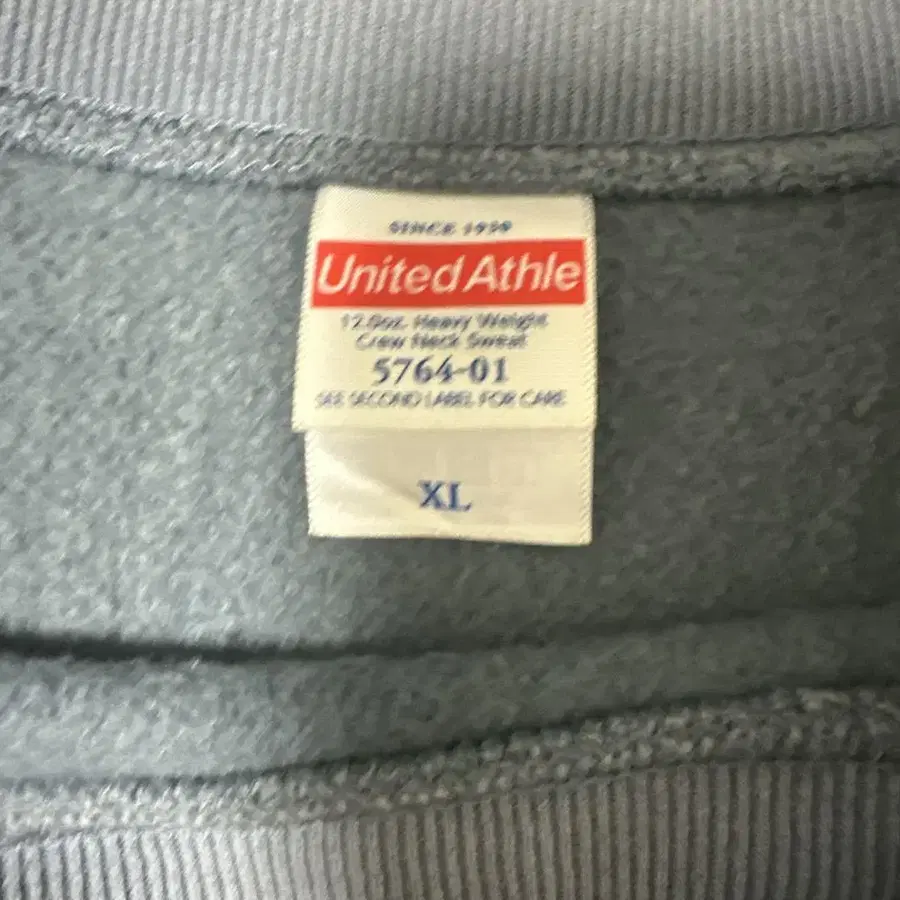 SINCE 1959
United Athle
12.0oz. Heavy Weight
Crew Neck Sweat
5764-01
SEE SECOND LABEL FOR CARE
XL